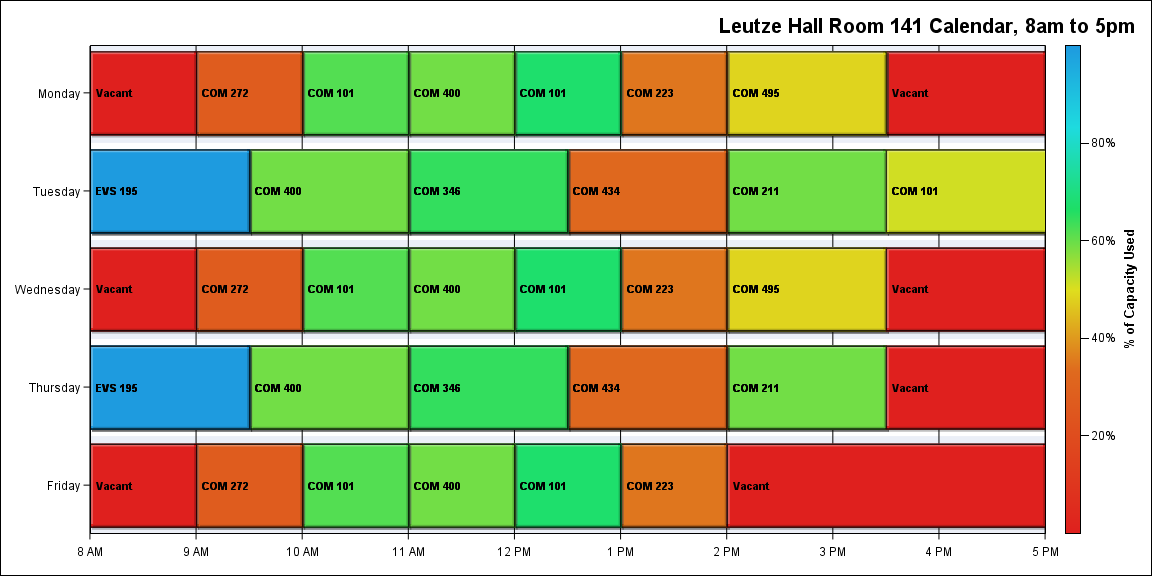 Leutze Hall Room 141 Calendar, 8am to 5pm
Monday
Vacant
COM 272
COM 101
COM 400
COM 101
COM 223
COM 495
Vacant
Tuesday
EVS 195
COM 400
COM 346
COM 434
COM 211
COM 101
Wednesday
Vacant
COM 272
COM 101
COM 400
COM 101
COM 223
COM 495
Vacant
Thursday
EVS 195
COM 400
COM 346
COM 434
COM 211
Vacant
Friday
Vacant
COM 272
COM 101
COM 400
COM 101
COM 223
Vacant
8 AM
9 AM
10 AM
11 AM
12 PM
1 PM
2 PM
3 PM
4 PM
5 PM
80%
60%
40%
20%
% of Capacity Used